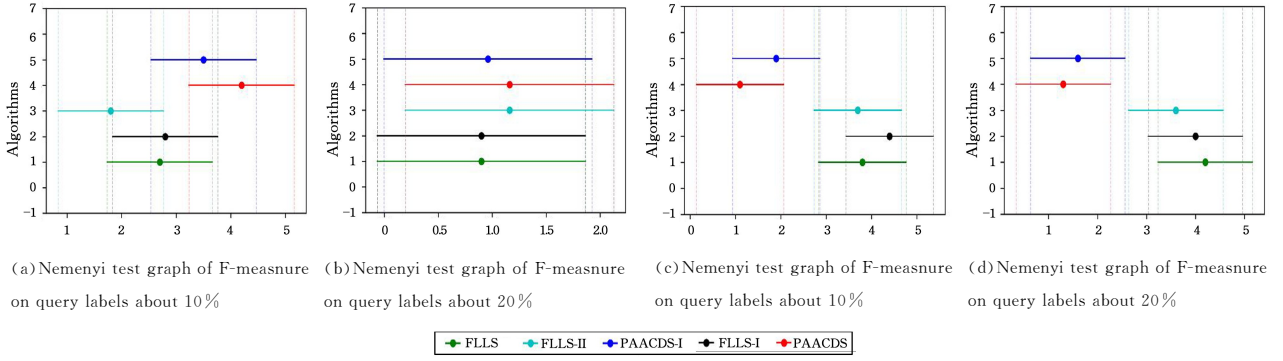 7
6
5
4
3
2
1
0
−1
Algorithms
1 2 3 4 5
(a)Nemenyi test graph of F-measnure
on query labels about 10%
7
6
5
4
3
2
1
0
−1
Algorithms
0 0.5 1.0 1.5 2.0
(b)Nemenyi test graph of F-measnure
on query labels about 20%
7
6
5
4
3
2
1
0
−1
Algorithms
0 1 2 3 4 5
(c)Nemenyi test graph of F-measnure
on query labels about 10%
7
6
5
4
3
2
1
0
−1
Algorithms
1 2 3 4 5
(d)Nemenyi test graph of F-measnure
on query labels about 20%
FLLS FLLS-II PAACDS-I FLLS-I PAACDS